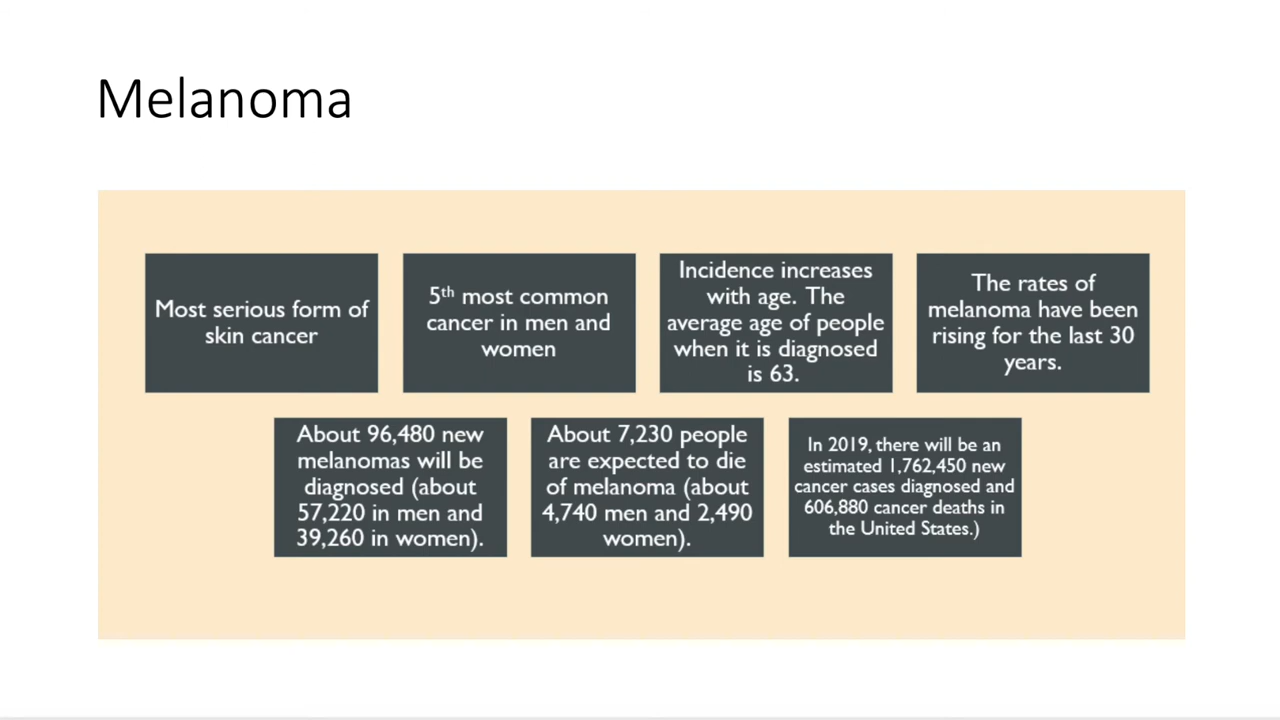 Melanoma
Most serious form of
skin cancer
5th most common
cancer in men and
women
Incidence increases
with age. The
average age of people
when it is diagnosed
is 63.
The rates of
melanoma have been
rising for the last 30
years.
About 96,480 new
melanomas will be
diagnosed (about
57,220 in men and
39,260 in women).
About 7,230 people
are expected to die
of melanoma (about
4,740 men and 2,490
women).
In 2019, there will be an
estimated 1,762,450 new
cancer cases diagnosed and
606,880 cancer deaths in
the United States.)